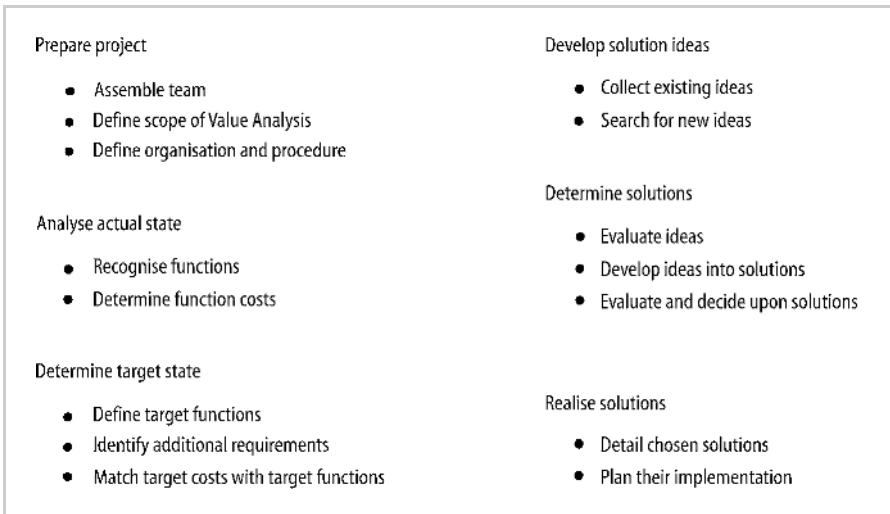 Prepare project
● Assemble team
● Define scope of Value Analysis
● Define organisation and procedure
Analyse actual state
● Recognise functions
● Determine function costs
Determine target state
● Define target functions
● Identify additional requirements
● Match target costs with target functions
Develop solution ideas
● Collect existing ideas
● Search for new ideas
Determine solutions
● Evaluate ideas
● Develop ideas into solutions
● Evaluate and decide upon solutions
Realise solutions
● Detail chosen solutions
● Plan their implementation